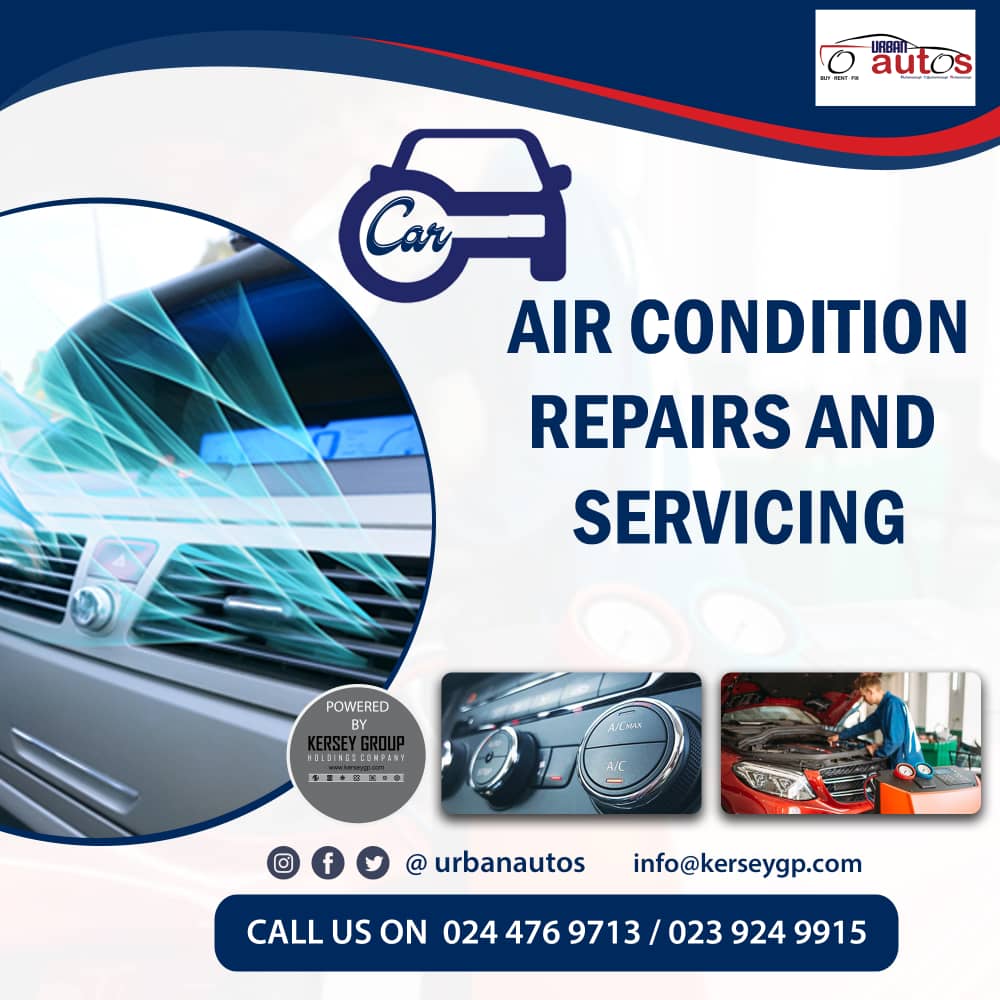 URBAN
autos
BUY · RENT · FIX
Car
AIR CONDITION
REPAIRS AND
SERVICING
POWERED
BY
KERSEY GROUP
HOLDINGS COMPANY
www.kerseygp.com
A/C MAX
A/C
@ urbanautos
info@kerseygp.com
CALL US ON 024 476 9713 / 023 924 9915